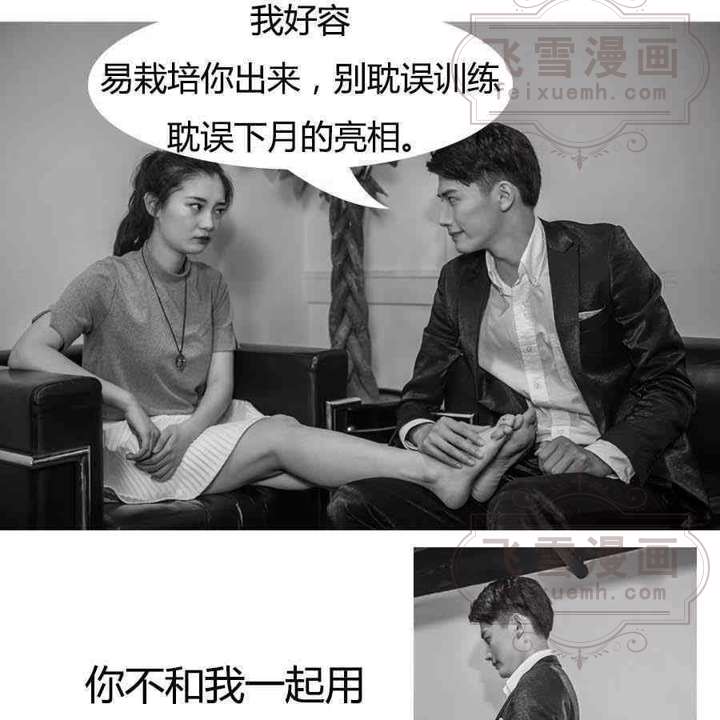 我好容
易栽培你出来，别耽误训练
耽误下月的亮相。
飞雪漫画
feixuemh.com
飞雪漫画
feixuemh.com
你不和我一起用